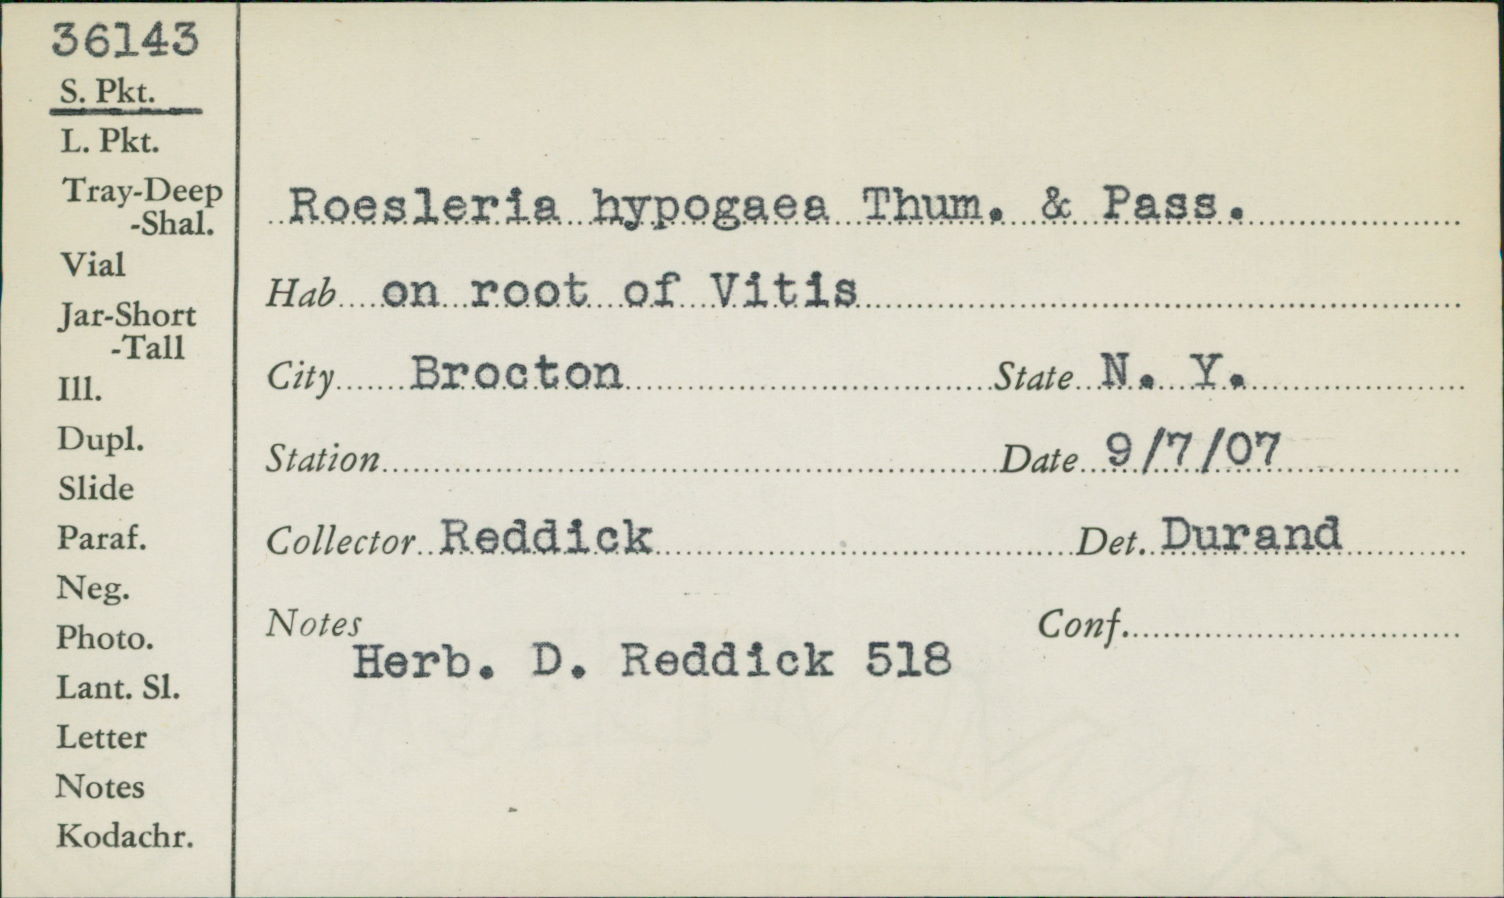 36143
S. Pkt.
L. Pkt.
Tray-Deep
-Shal.
Vial
Jar-Short
-Tall
Ill.
Dupl.
Slide
Paraf.
Neg.
Photo.
Lant. Sl.
Letter
Notes
Kodachr.
Roesleria hypogaea Thum. & Pass.
Hab on root of Vitis
City Brocton State N. Y.
Station Date 9/7/07
Collector Reddick Det. Durand
Notes Conf.
Herb. D. Reddick 518